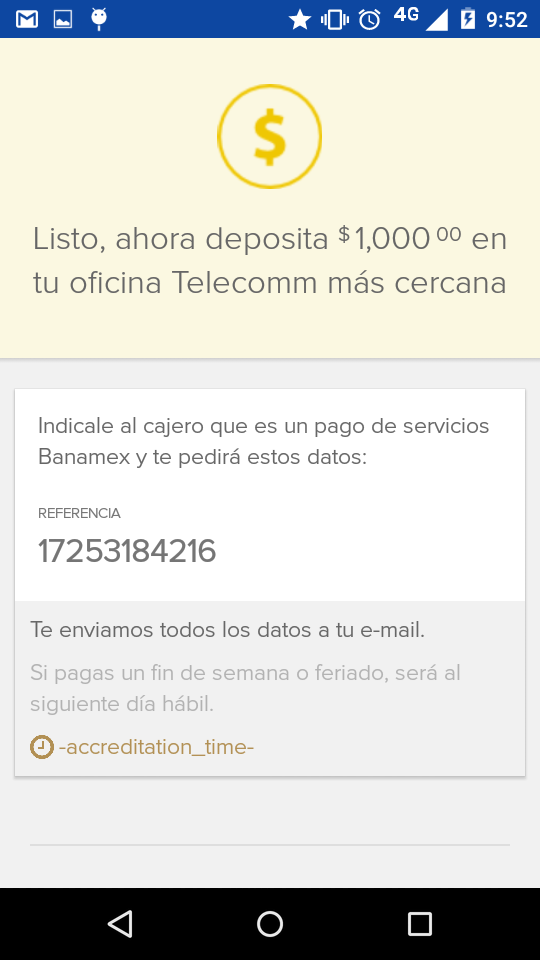 4G 9:52
$
Listo, ahora deposita $1,000 00 en
tu oficina Telecomm más cercana
Indicale al cajero que es un pago de servicios
Banamex y te pedirá estos datos:
REFERENCIA
17253184216
Te enviamos todos los datos a tu e-mail.
Si pagas un fin de semana o feriado, será al
siguiente día hábil.
-accreditation_time-